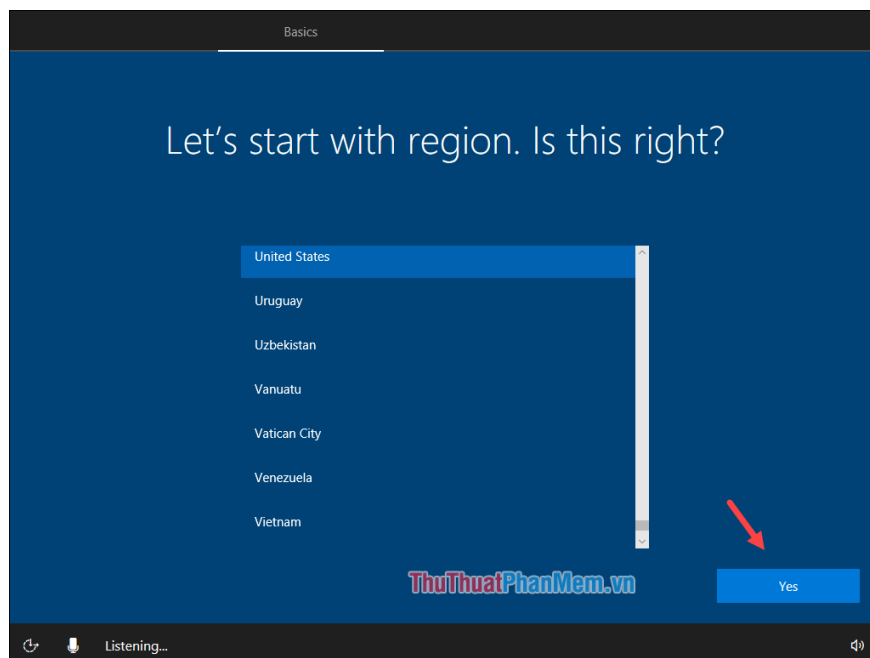 Basics
Let's start with region. Is this right?
United States
Uruguay
Uzbekistan
Vanuatu
Vatican City
Venezuela
Vietnam
ThuThuatPhanMem.vn
Yes
Listening...